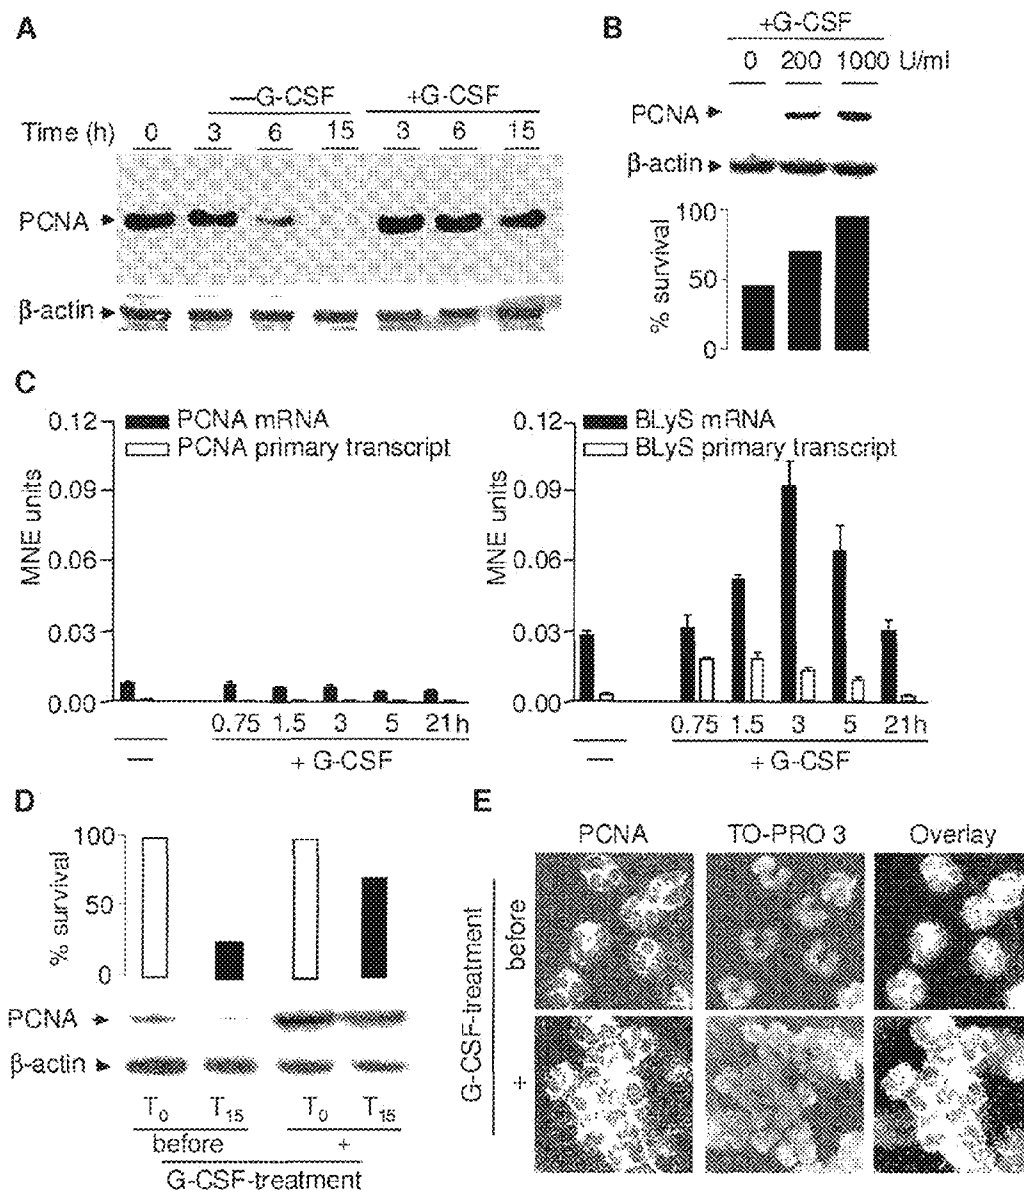 A
—G-CSF +G-CSF
Time (h) 0 3 6 15 3 6 15
PCNA
β-actin
B
+G-CSF
0 200 1000 U/ml
PCNA
β-actin
% survival
100
50
0
C
MNE units
0.12
0.09
0.06
0.03
0.00
PCNA mRNA
PCNA primary transcript
0.75 1.5 3 5 21h
— + G-CSF
MNE units
0.12
0.09
0.06
0.03
0.00
BLyS mRNA
BLyS primary transcript
0.75 1.5 3 5 21h
— + G-CSF
D
% survival
100
50
0
PCNA
β-actin
T0 T15 T0 T15
before +
G-CSF-treatment
E
PCNA TO-PRO 3 Overlay
G-CSF-treatment
before
+